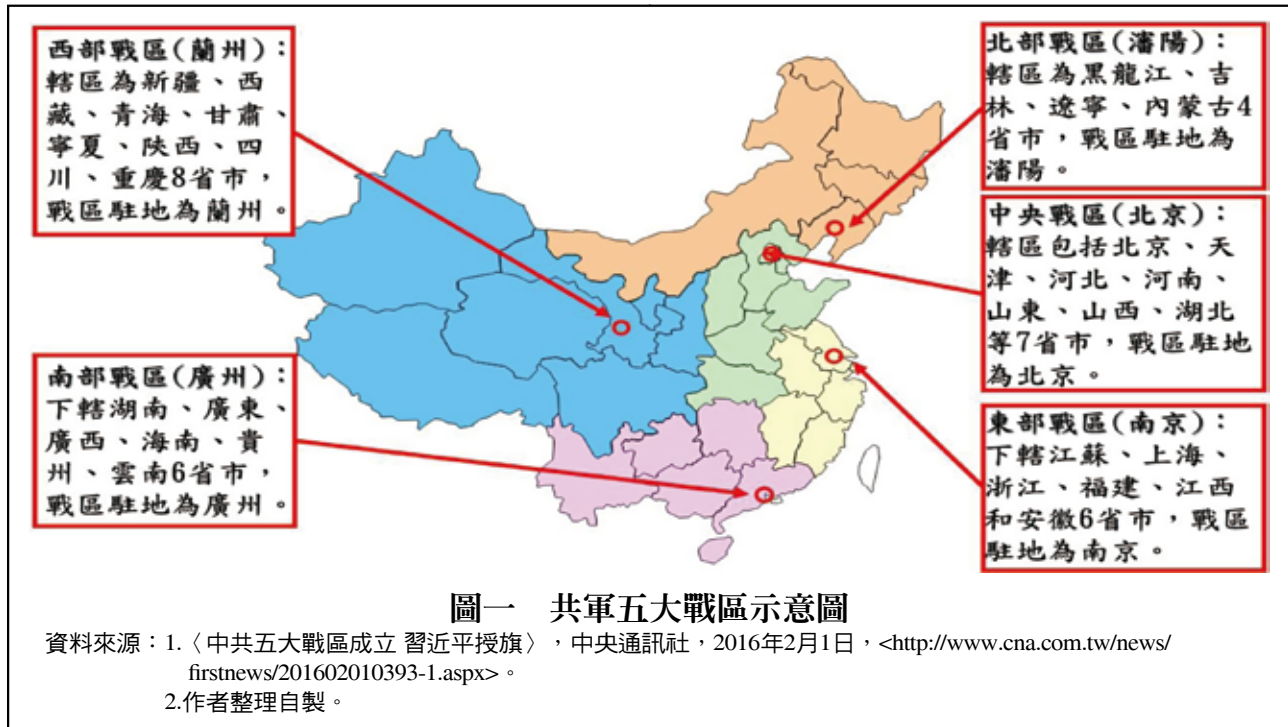 西部戰區(蘭州)：
轄區為新疆、西
藏、青海、甘肅、
寧夏、陝西、四
川、重慶8省市，
戰區駐地為蘭州。
南部戰區(廣州)：
下轄湖南、廣東、
廣西、海南、貴
州、雲南6省市，
戰區駐地為廣州。
北部戰區(瀋陽)：
轄區為黑龍江、吉
林、遼寧、內蒙古4
省市，戰區駐地為
瀋陽。
中央戰區(北京)：
轄區包括北京、天
津、河北、河南、
山東、山西、湖北
等7省市，戰區駐地
為北京。
東部戰區(南京)：
下轄江蘇、上海、
浙江、福建、江西
和安徽6省市，戰區
駐地為南京。
圖一　共軍五大戰區示意圖
資料來源：1.〈中共五大戰區成立 習近平授旗〉，中央通訊社，2016年2月1日，<http://www.cna.com.tw/news/
firstnews/201602010393-1.aspx>。
2.作者整理自製。